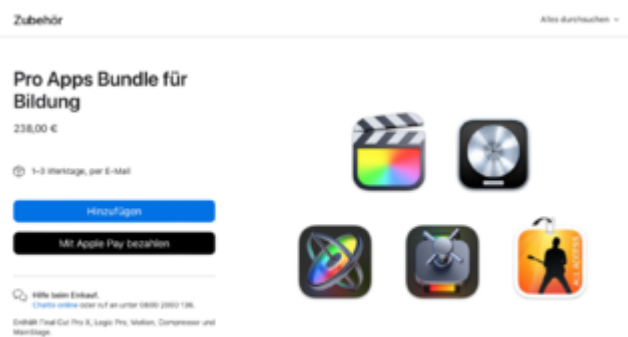 Zubehör
Alles durchsuchen
Pro Apps Bundle für
Bildung
238,00 €
1–3 Werktage, per E-Mail
Hinzufügen
Mit Apple Pay bezahlen
Hilfe beim Einkauf.
Chatte online oder ruf an unter 0800 2000 136.
Enthält Final Cut Pro X, Logic Pro, Motion, Compressor und
MainStage.
ALL ACCESS